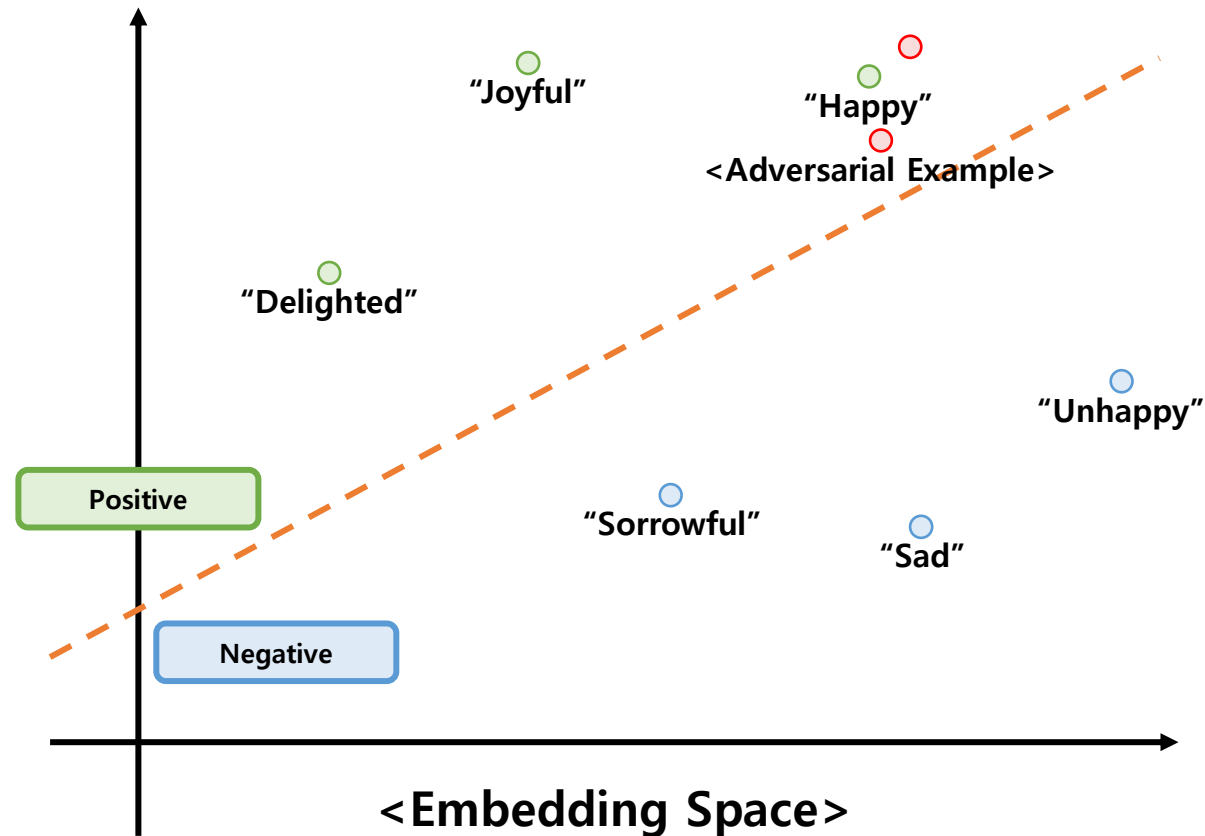 “Joyful”
“Happy”
<Adversarial Example>
“Delighted”
“Unhappy”
Positive
“Sorrowful”
“Sad”
Negative
<Embedding Space>